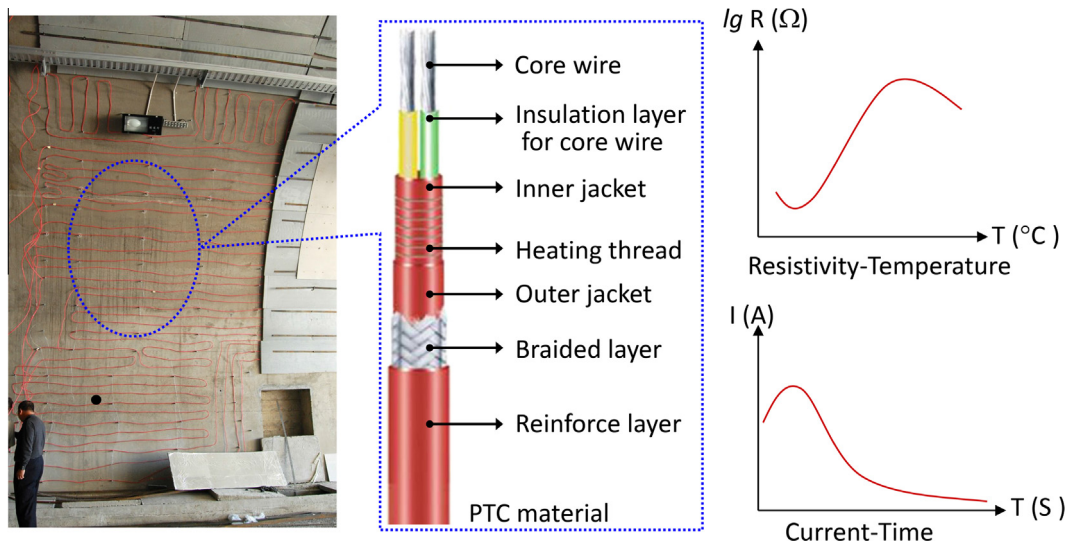 Core wire
Insulation layer
for core wire
Inner jacket
Heating thread
Outer jacket
Braided layer
Reinforce layer
PTC material
lg R (Ω)
T (°C )
Resistivity-Temperature
I (A)
T (S)
Current-Time